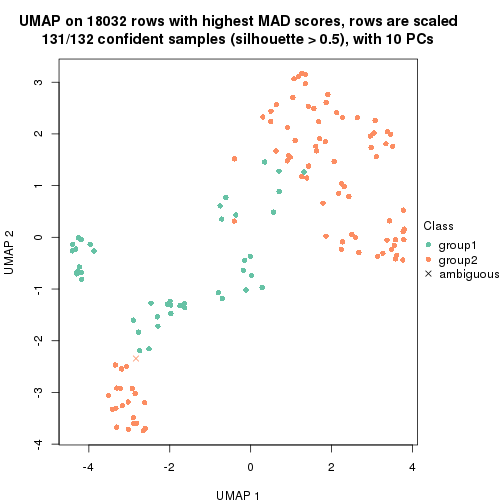 UMAP on 18032 rows with highest MAD scores, rows are scaled
131/132 confident samples (silhouette > 0.5), with 10 PCs
3
2
1
0
-1
-2
-3
-4
UMAP 2
-4 -2 0 2 4
UMAP 1
Class
group1
group2
ambiguous